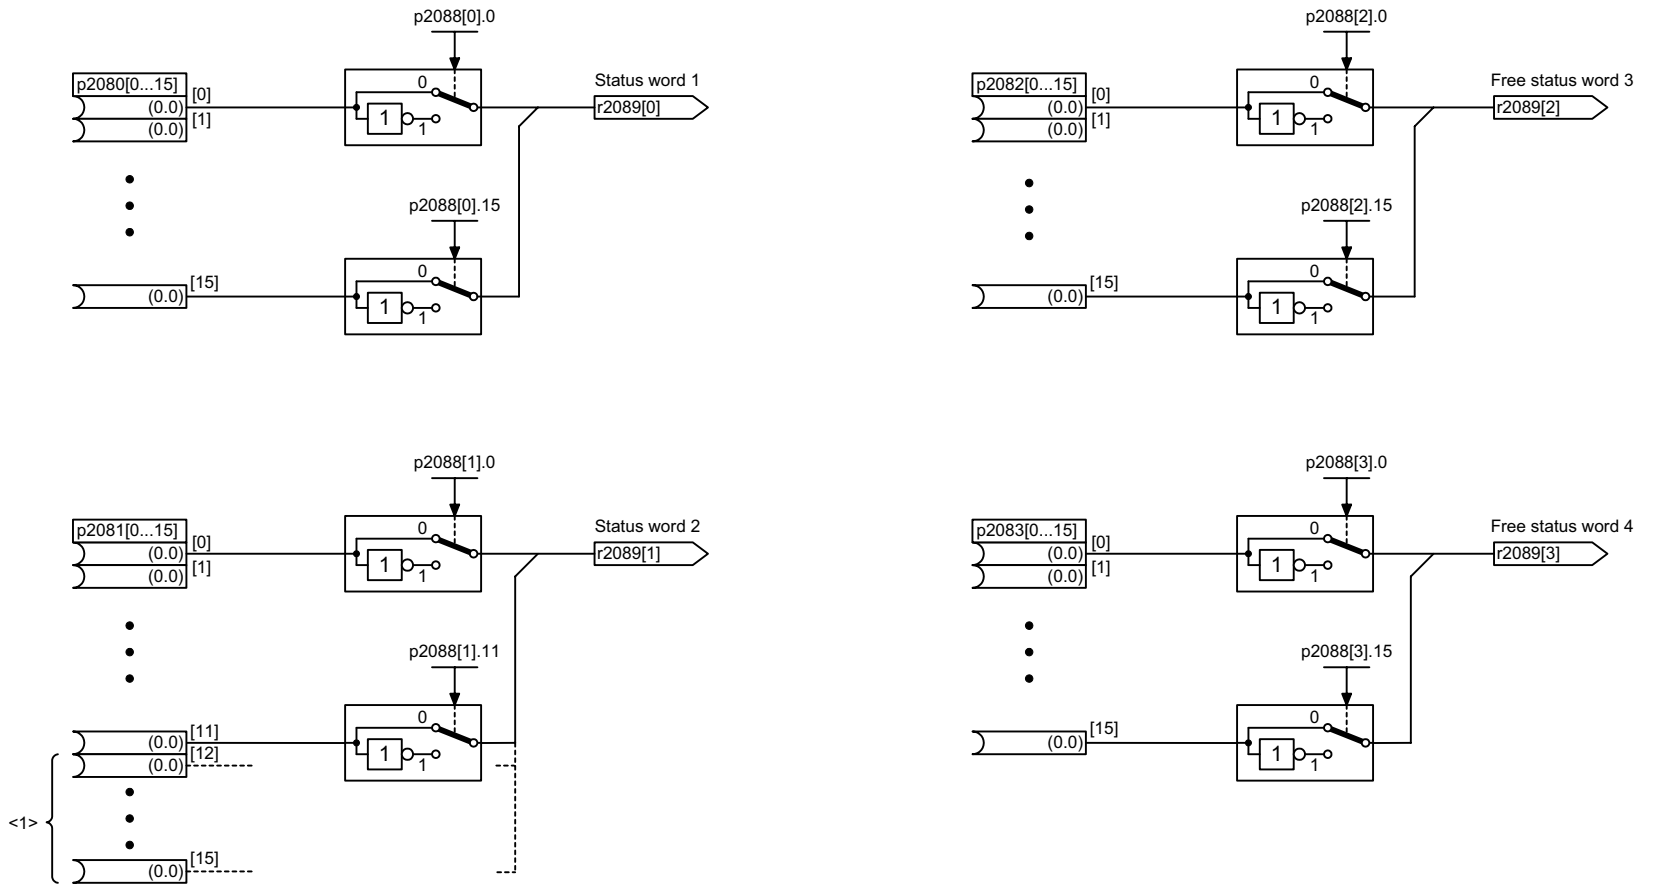 p2088[0].0
p2080[0...15]
Status word 1
[0]
0
(0.0)
r2089[0]
[1]
1
(0.0)
1
p2088[0].15
[15]
0
(0.0)
1
1
p2088[2].0
p2082[0...15]
Free status word 3
[0]
0
(0.0)
r2089[2]
[1]
1
(0.0)
1
p2088[2].15
[15]
0
(0.0)
1
1
p2088[1].0
p2081[0...15]
Status word 2
[0]
0
(0.0)
r2089[1]
[1]
1
(0.0)
1
p2088[1].11
[11]
0
(0.0)
[12]
1
(0.0)
1
<1>
[15]
(0.0)
p2088[3].0
p2083[0...15]
Free status word 4
[0]
0
(0.0)
r2089[3]
[1]
1
(0.0)
1
p2088[3].15
[15]
0
(0.0)
1
1